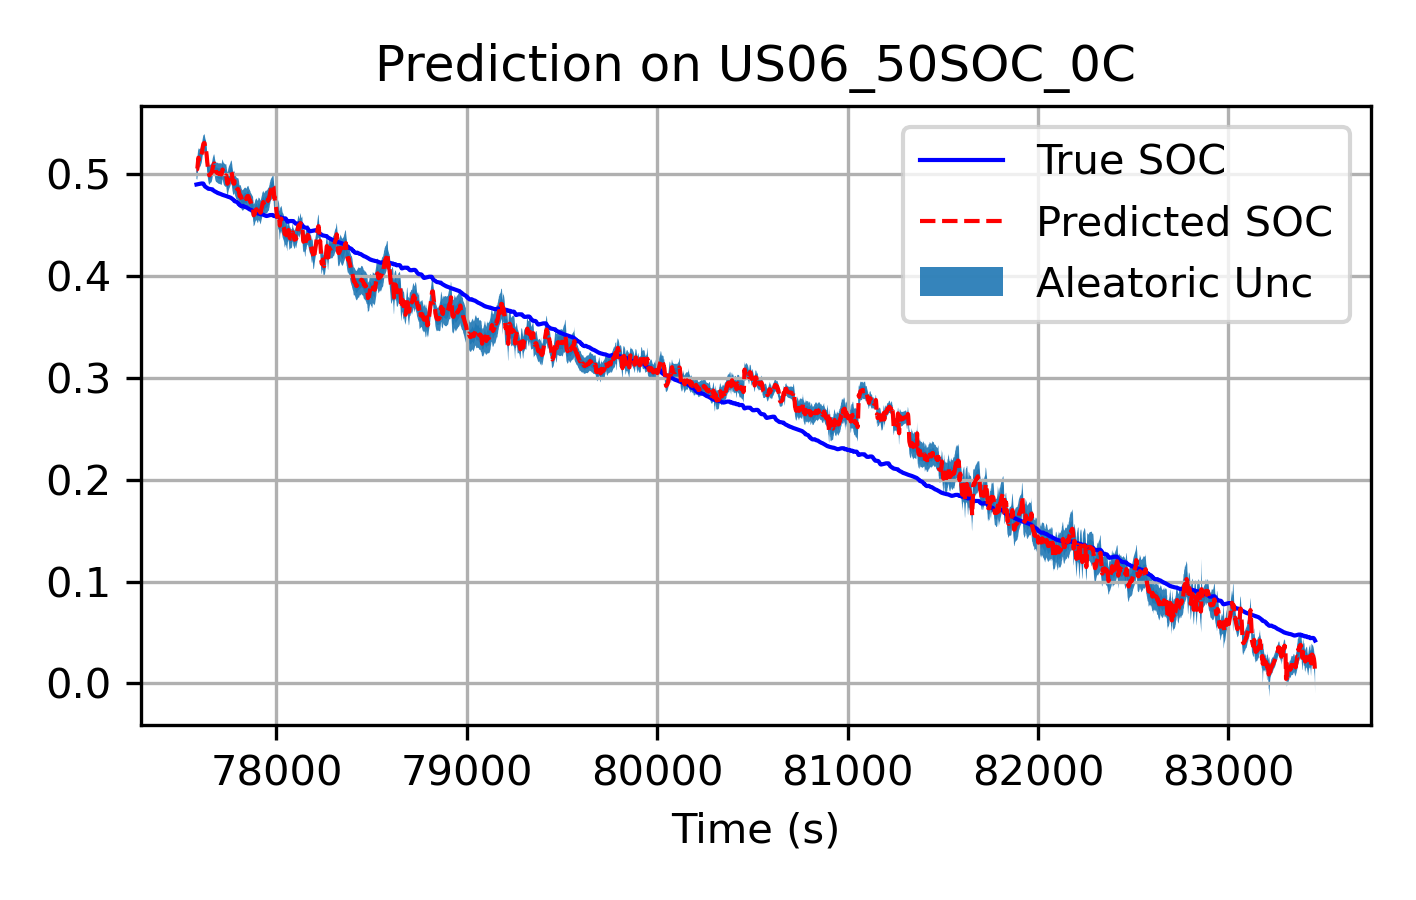 Prediction on US06_50SOC_0C
True SOC
Predicted SOC
Aleatoric Unc
0.5
0.4
0.3
0.2
0.1
0.0
78000 79000 80000 81000 82000 83000
Time (s)